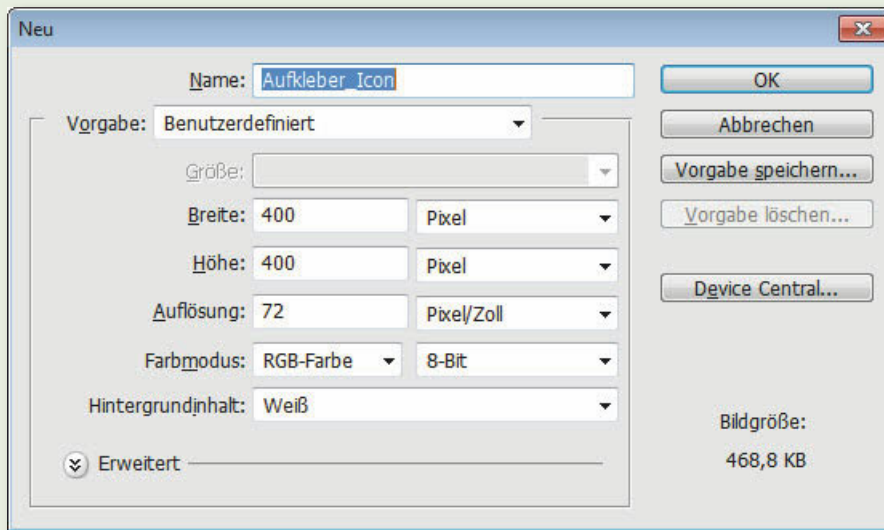 Neu
Name: Aufkleber_Icon
OK
Vorgabe: Benutzerdefiniert
Abbrechen
Größe:
Vorgabe speichern...
Breite: 400 Pixel
Vorgabe löschen...
Höhe: 400 Pixel
Device Central...
Auflösung: 72 Pixel/Zoll
Farbmodus: RGB-Farbe 8-Bit
Hintergrundinhalt: Weiß
Bildgröße:
Erweitert
468,8 KB